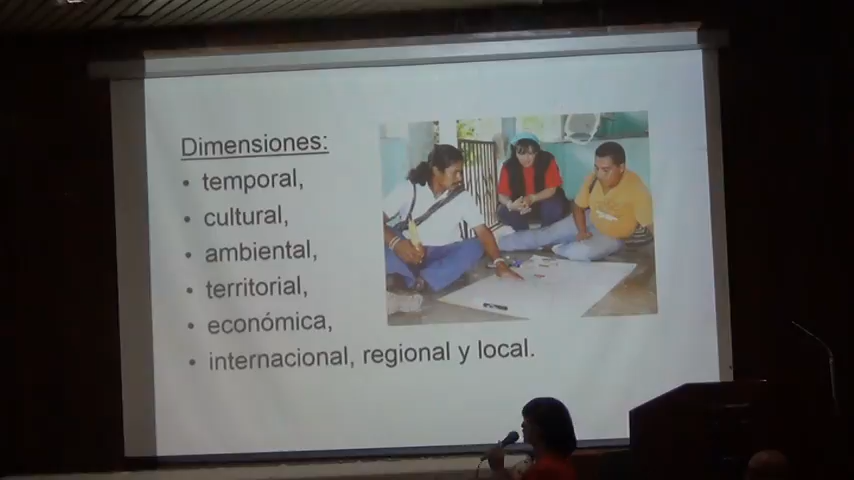 Dimensiones:
• temporal,
• cultural,
• ambiental,
• territorial,
• económica,
• internacional, regional y local.